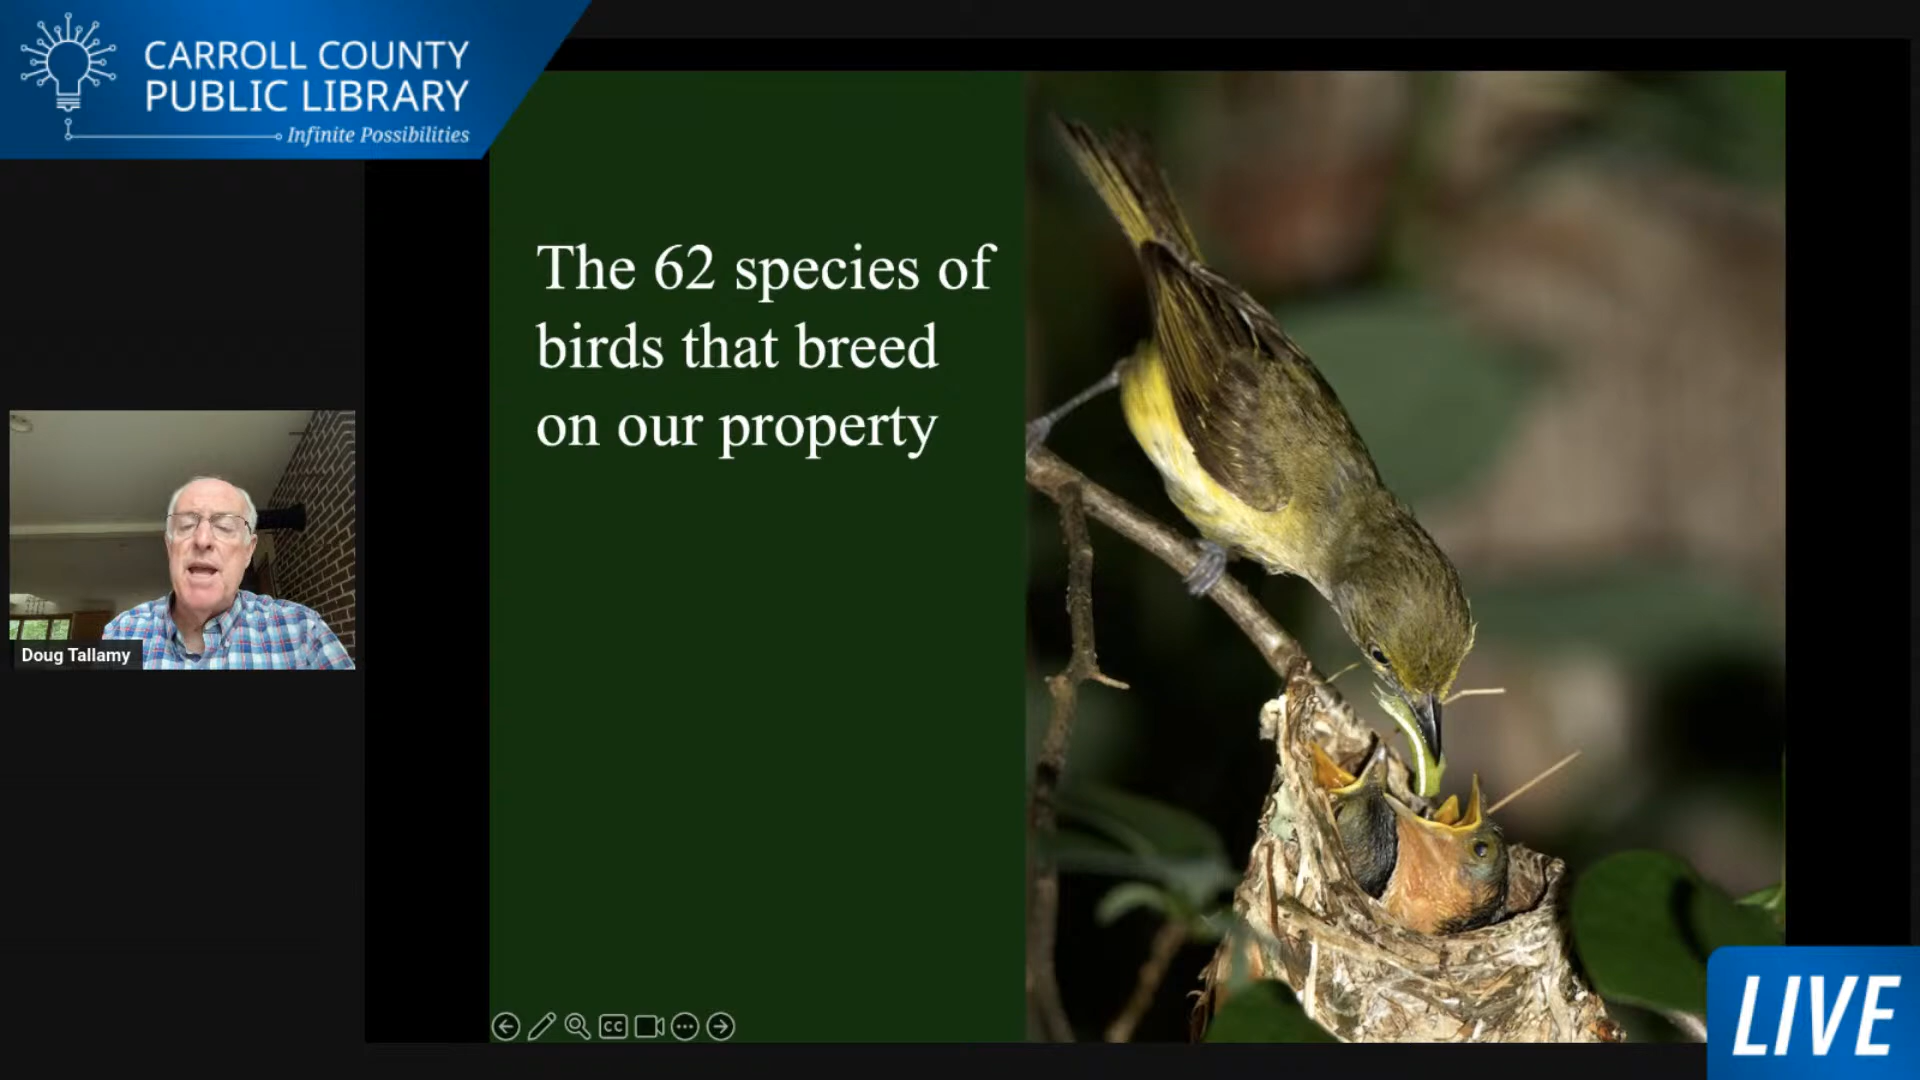 CARROLL COUNTY
PUBLIC LIBRARY
Infinite Possibilities
The 62 species of
birds that breed
on our property
Doug Tallamy
CC
LIVE